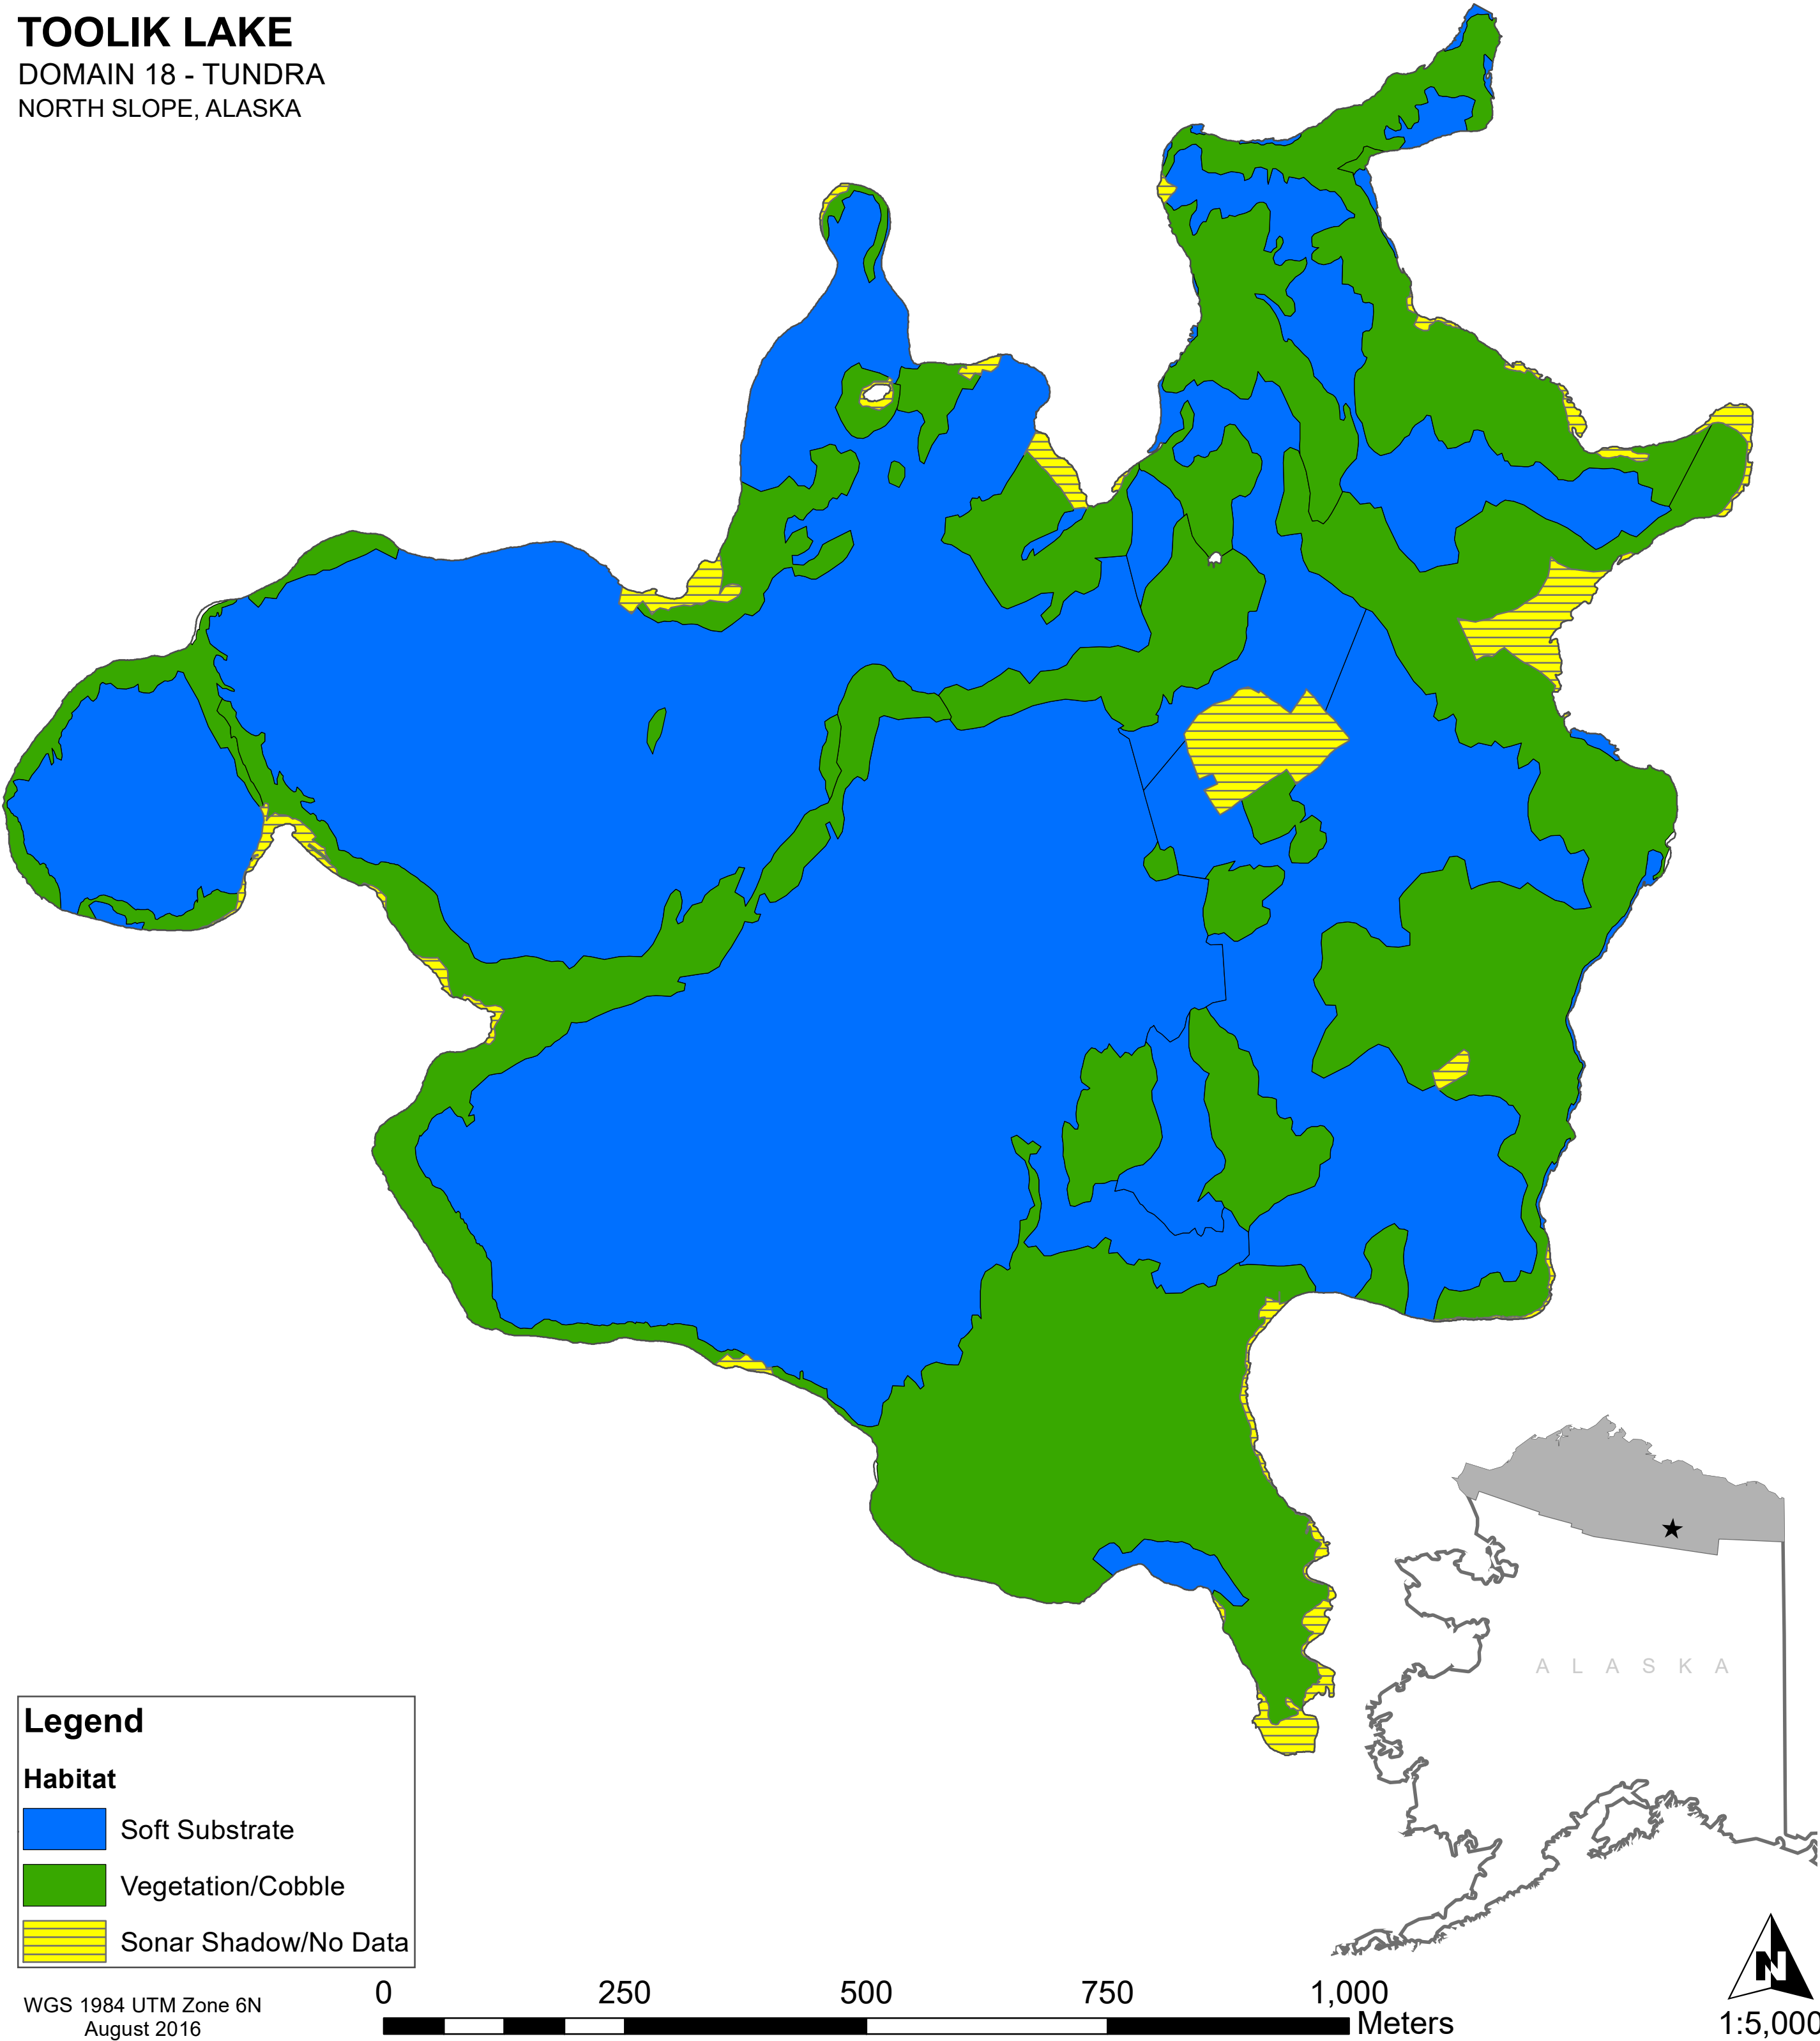 TOOLIK LAKE
DOMAIN 18 - TUNDRA
NORTH SLOPE, ALASKA
ALASKA
Legend
Habitat
Soft Substrate
Vegetation/Cobble
Sonar Shadow/No Data
WGS 1984 UTM Zone 6N
August 2016
0 250 500 750 1,000
Meters
N
1:5,000